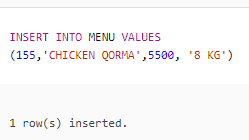 INSERT INTO MENU VALUES
(155,'CHICKEN QORMA',5500, '8 KG')
1 row(s) inserted.